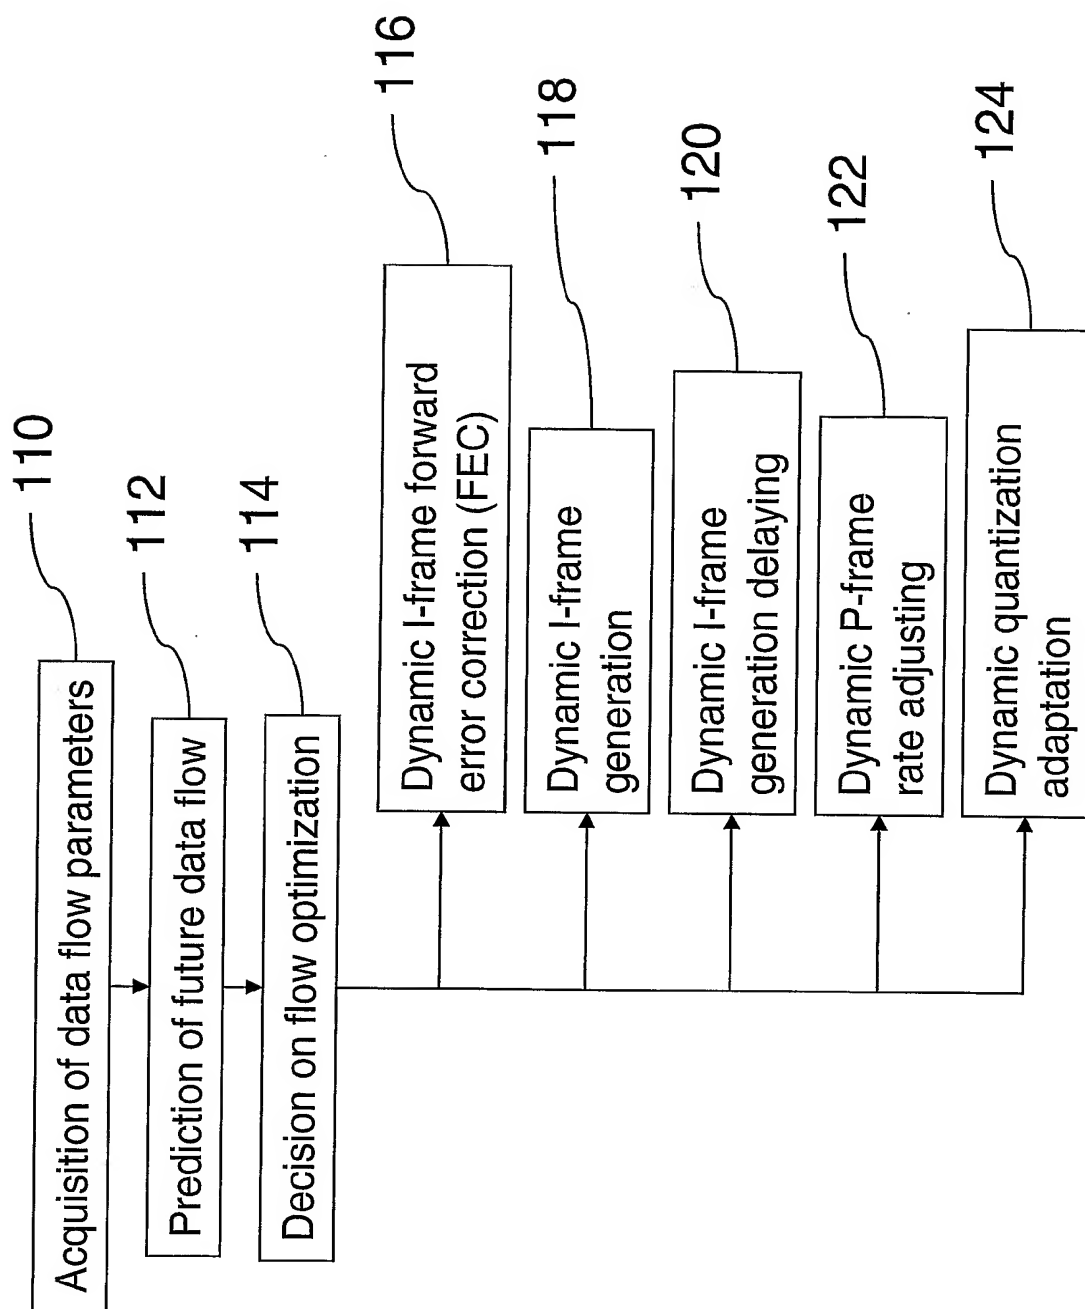 Acquisition of data flow parameters
110
Prediction of future data flow
112
Decision on flow optimization
114
Dynamic I-frame forward
error correction (FEC)
116
Dynamic I-frame
generation
118
Dynamic I-frame
generation delaying
120
Dynamic P-frame
rate adjusting
122
Dynamic quantization
adaptation
124